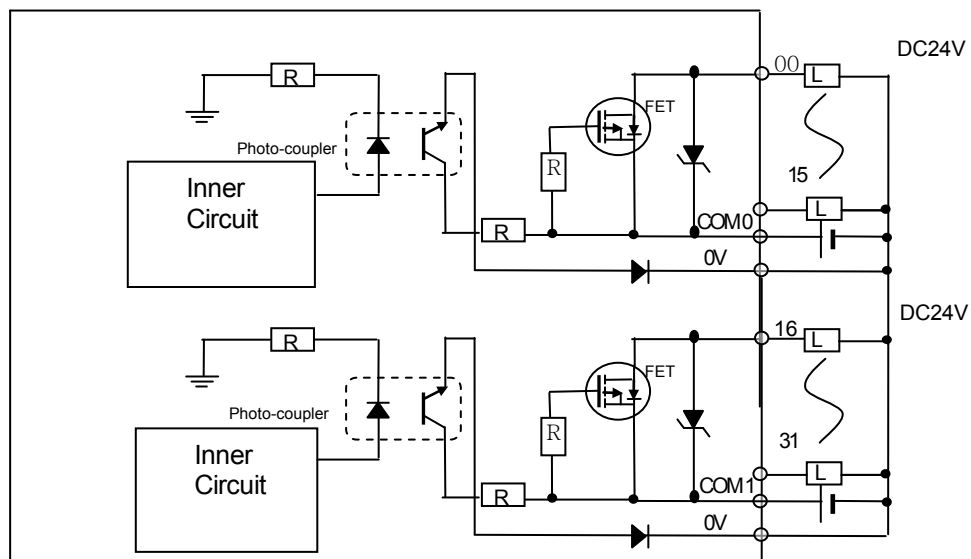 DC24V
00
L
R
FET
Photo-coupler
R
15
Inner
Circuit
L
COM0
R
0V
DC24V
16
L
R
FET
Photo-coupler
R
31
Inner
Circuit
L
COM1
R
0V